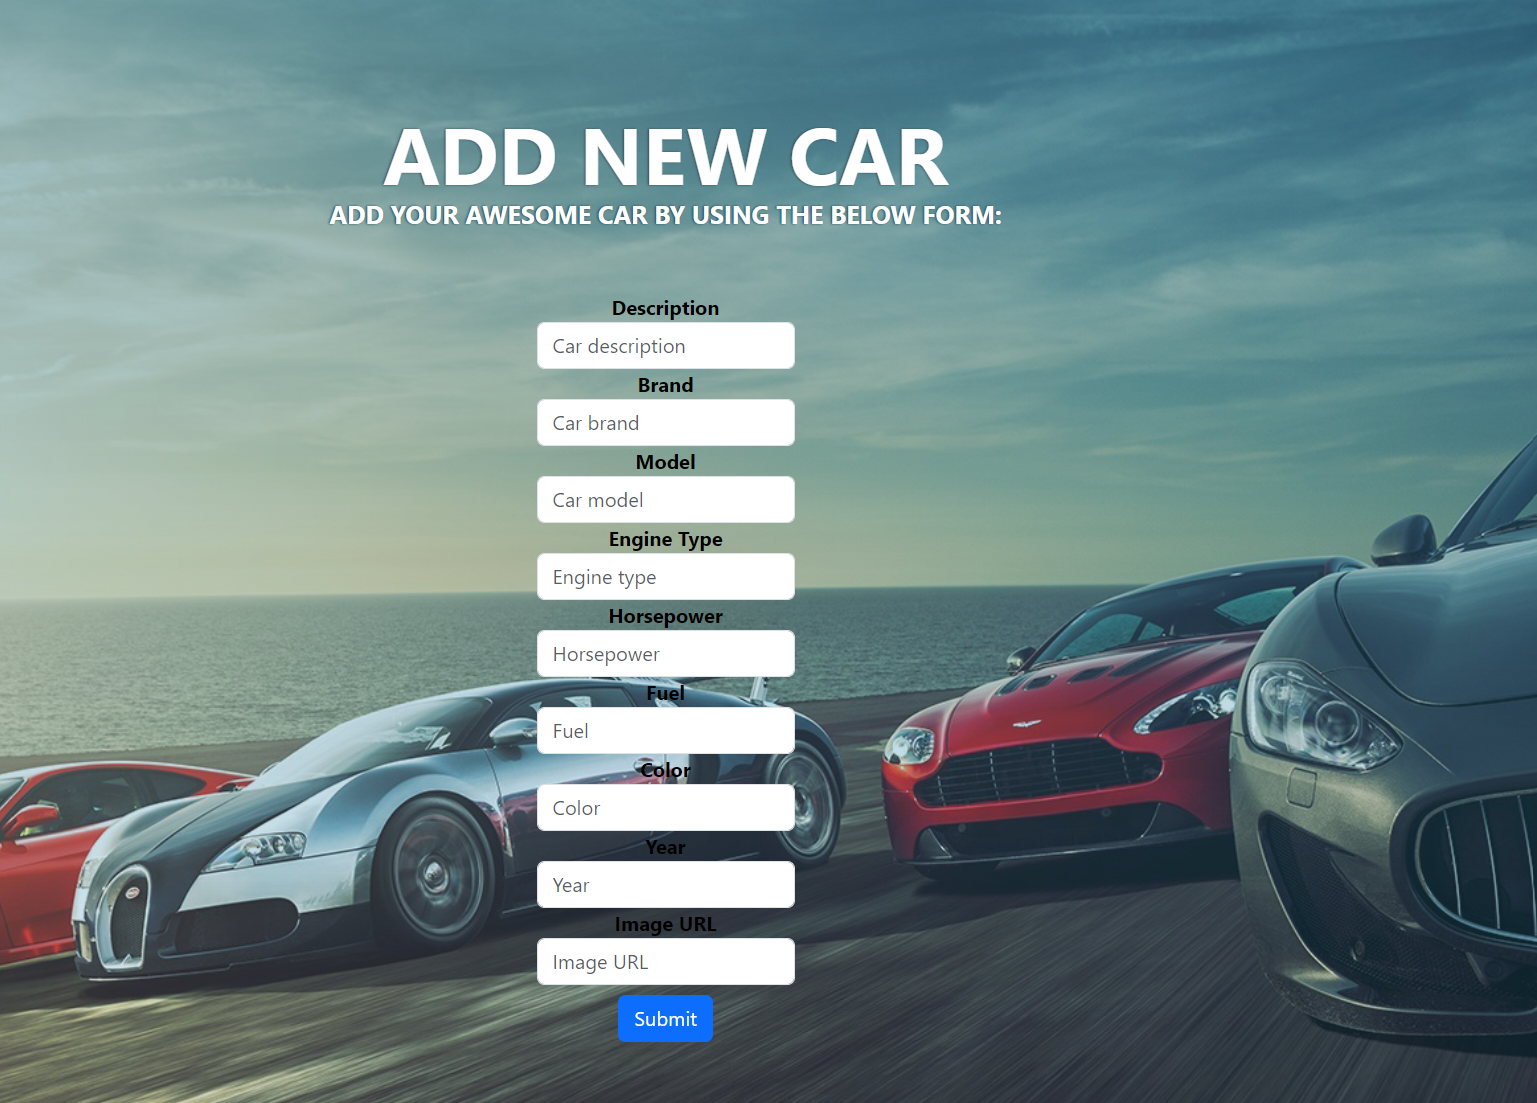 ADD NEW CAR
ADD YOUR AWESOME CAR BY USING THE BELOW FORM:
Description
Car description
Brand
Car brand
Model
Car model
Engine Type
Engine type
Horsepower
Horsepower
Fuel
Fuel
Color
Color
Year
Year
Image URL
Image URL
Submit